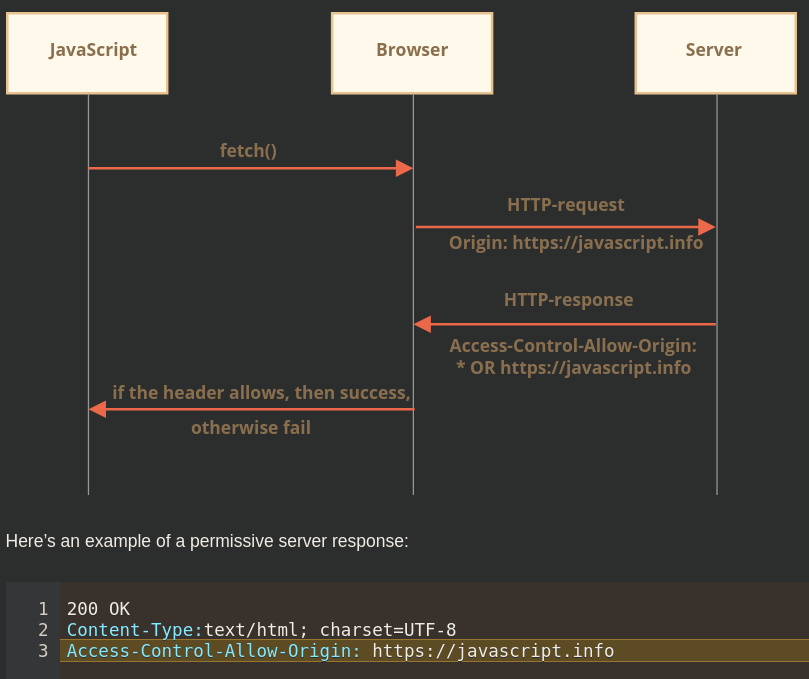 JavaScript
Browser
Server
fetch()
HTTP-request
Origin: https://javascript.info
HTTP-response
Access-Control-Allow-Origin:
* OR https://javascript.info
if the header allows, then success,
otherwise fail
Here’s an example of a permissive server response:
1 200 OK
2 Content-Type:text/html; charset=UTF-8
3 Access-Control-Allow-Origin: https://javascript.info